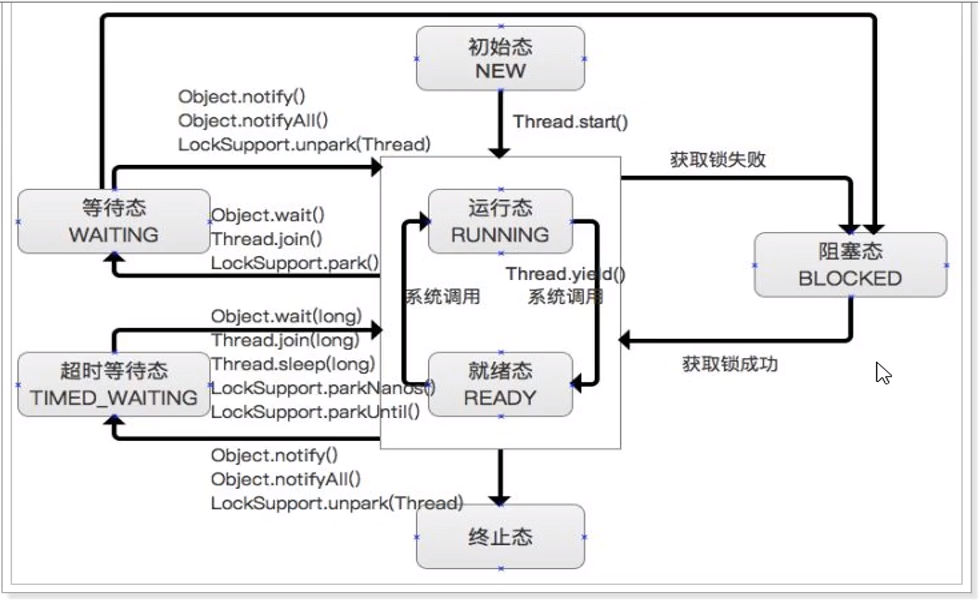 初始态
NEW
Object.notify()
Object.notifyAll()
LockSupport.unpark(Thread)
Thread.start()
获取锁失败
等待态
WAITING
Object.wait()
Thread.join()
LockSupport.park()
运行态
RUNNING
阻塞态
BLOCKED
Thread.yield()
系统调用
系统调用
Object.wait(long)
Thread.join(long)
Thread.sleep(long)
LockSupport.parkNanos()
LockSupport.parkUntil()
超时等待态
TIMED_WAITING
就绪态
READY
获取锁成功
Object.notify()
Object.notifyAll()
LockSupport.unpark(Thread)
终止态